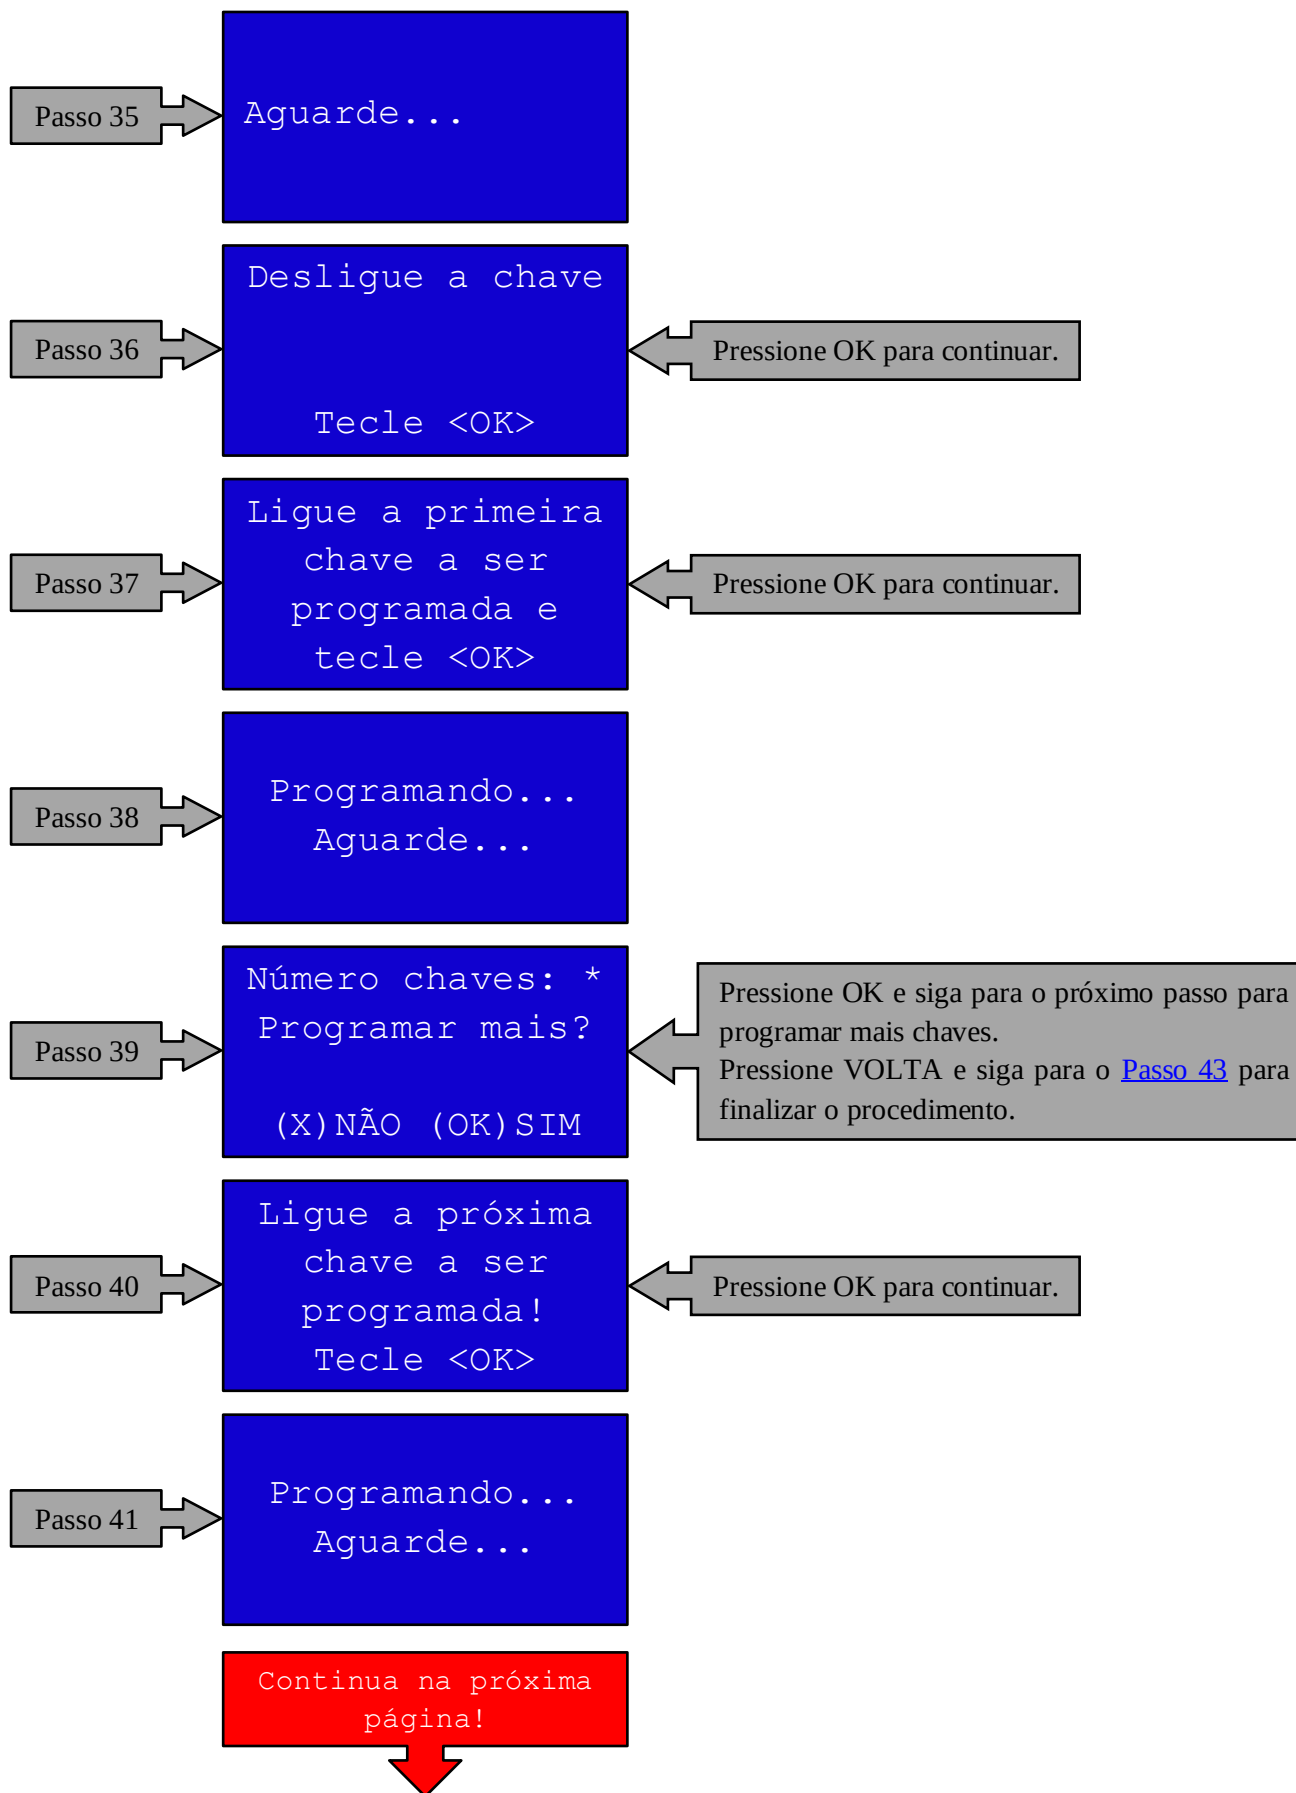 Passo 35
Aguarde...
Passo 36
Desligue a chave
Tecle <OK>
Pressione OK para continuar.
Passo 37
Ligue a primeira
chave a ser
programada e
tecle <OK>
Pressione OK para continuar.
Passo 38
Programando...
Aguarde...
Passo 39
Número chaves: *
Programar mais?
(X)NÃO (OK)SIM
Pressione OK e siga para o próximo passo para
programar mais chaves.
Pressione VOLTA e siga para o Passo 43 para
finalizar o procedimento.
Passo 40
Ligue a próxima
chave a ser
programada!
Tecle <OK>
Pressione OK para continuar.
Passo 41
Programando...
Aguarde...
Continua na próxima
página!